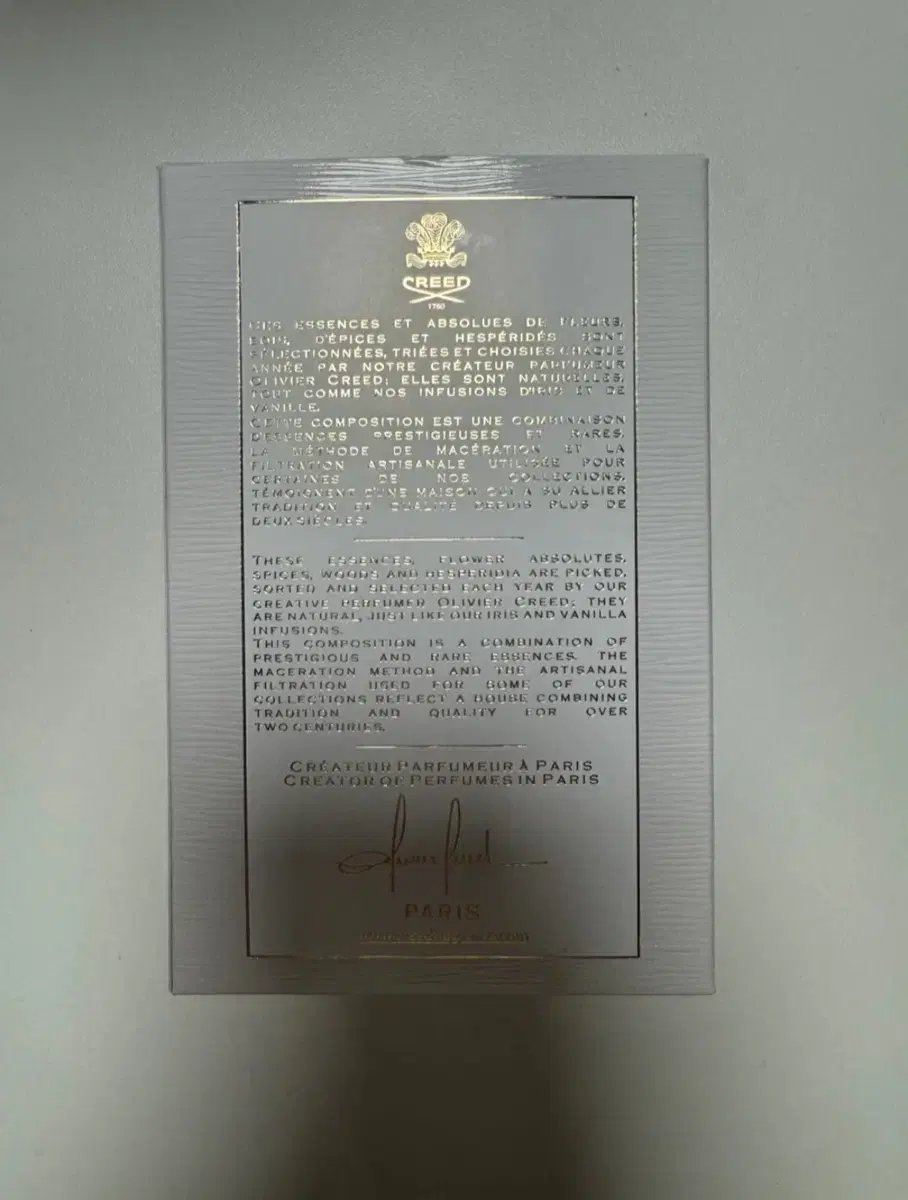 CREED
1760
CES ESSENCES ET ABSOLUES DE FLEURS,
BOIS, D'ÉPICES ET HESPÉRIDÉS SONT
SÉLECTIONNÉES, TRIÉES ET CHOISIES CHAQUE
ANNÉE PAR NOTRE CRÉATEUR PARFUMEUR
OLIVIER CREED; ELLES SONT NATURELLES,
TOUT COMME NOS INFUSIONS D'IRIS ET DE
VANILLE.
CETTE COMPOSITION EST UNE COMBINAISON
D'ESSENCES PRESTIGIEUSES ET RARES.
LA MÉTHODE DE MACÉRATION ET LA
FILTRATION ARTISANALE UTILISÉE POUR
CERTAINES DE NOS COLLECTIONS,
TÉMOIGNENT D'UNE MAISON QUI A SU ALLIER
TRADITION ET QUALITÉ DEPUIS PLUS DE
DEUX SIÈCLES.
THESE ESSENCES, FLOWER ABSOLUTES,
SPICES, WOODS AND HESPERIDIA ARE PICKED,
SORTED AND SELECTED EACH YEAR BY OUR
CREATIVE PERFUMER OLIVIER CREED; THEY
ARE NATURAL, JUST LIKE OUR IRIS AND VANILLA
INFUSIONS.
THIS COMPOSITION IS A COMBINATION OF
PRESTIGIOUS AND RARE ESSENCES. THE
MACERATION METHOD AND THE ARTISANAL
FILTRATION USED FOR SOME OF OUR
COLLECTIONS REFLECT A HOUSE COMBINING
TRADITION AND QUALITY FOR OVER
TWO CENTURIES.
CRÉATEUR PARFUMEUR À PARIS
CREATOR OF PERFUMES IN PARIS
Olivier Creed
PARIS